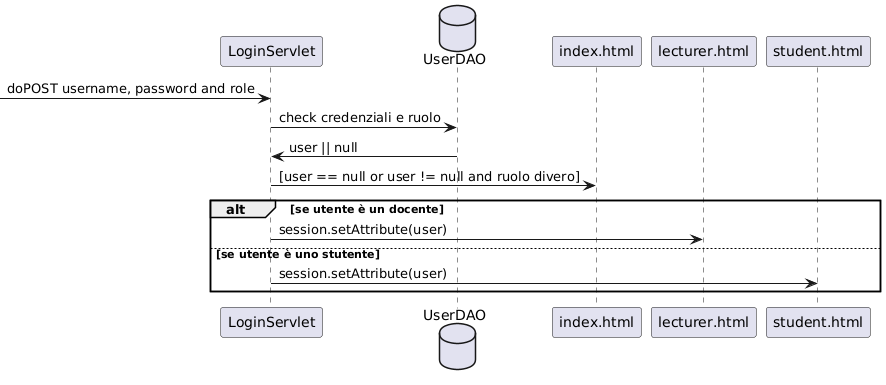 LoginServlet
UserDAO
index.html
lecturer.html
student.html
doPOST username, password and role
check credenziali e ruolo
user || null
[user == null or user != null and ruolo divero]
alt
[se utente è un docente]
session.setAttribute(user)
[se utente è uno stutente]
session.setAttribute(user)
LoginServlet
UserDAO
index.html
lecturer.html
student.html